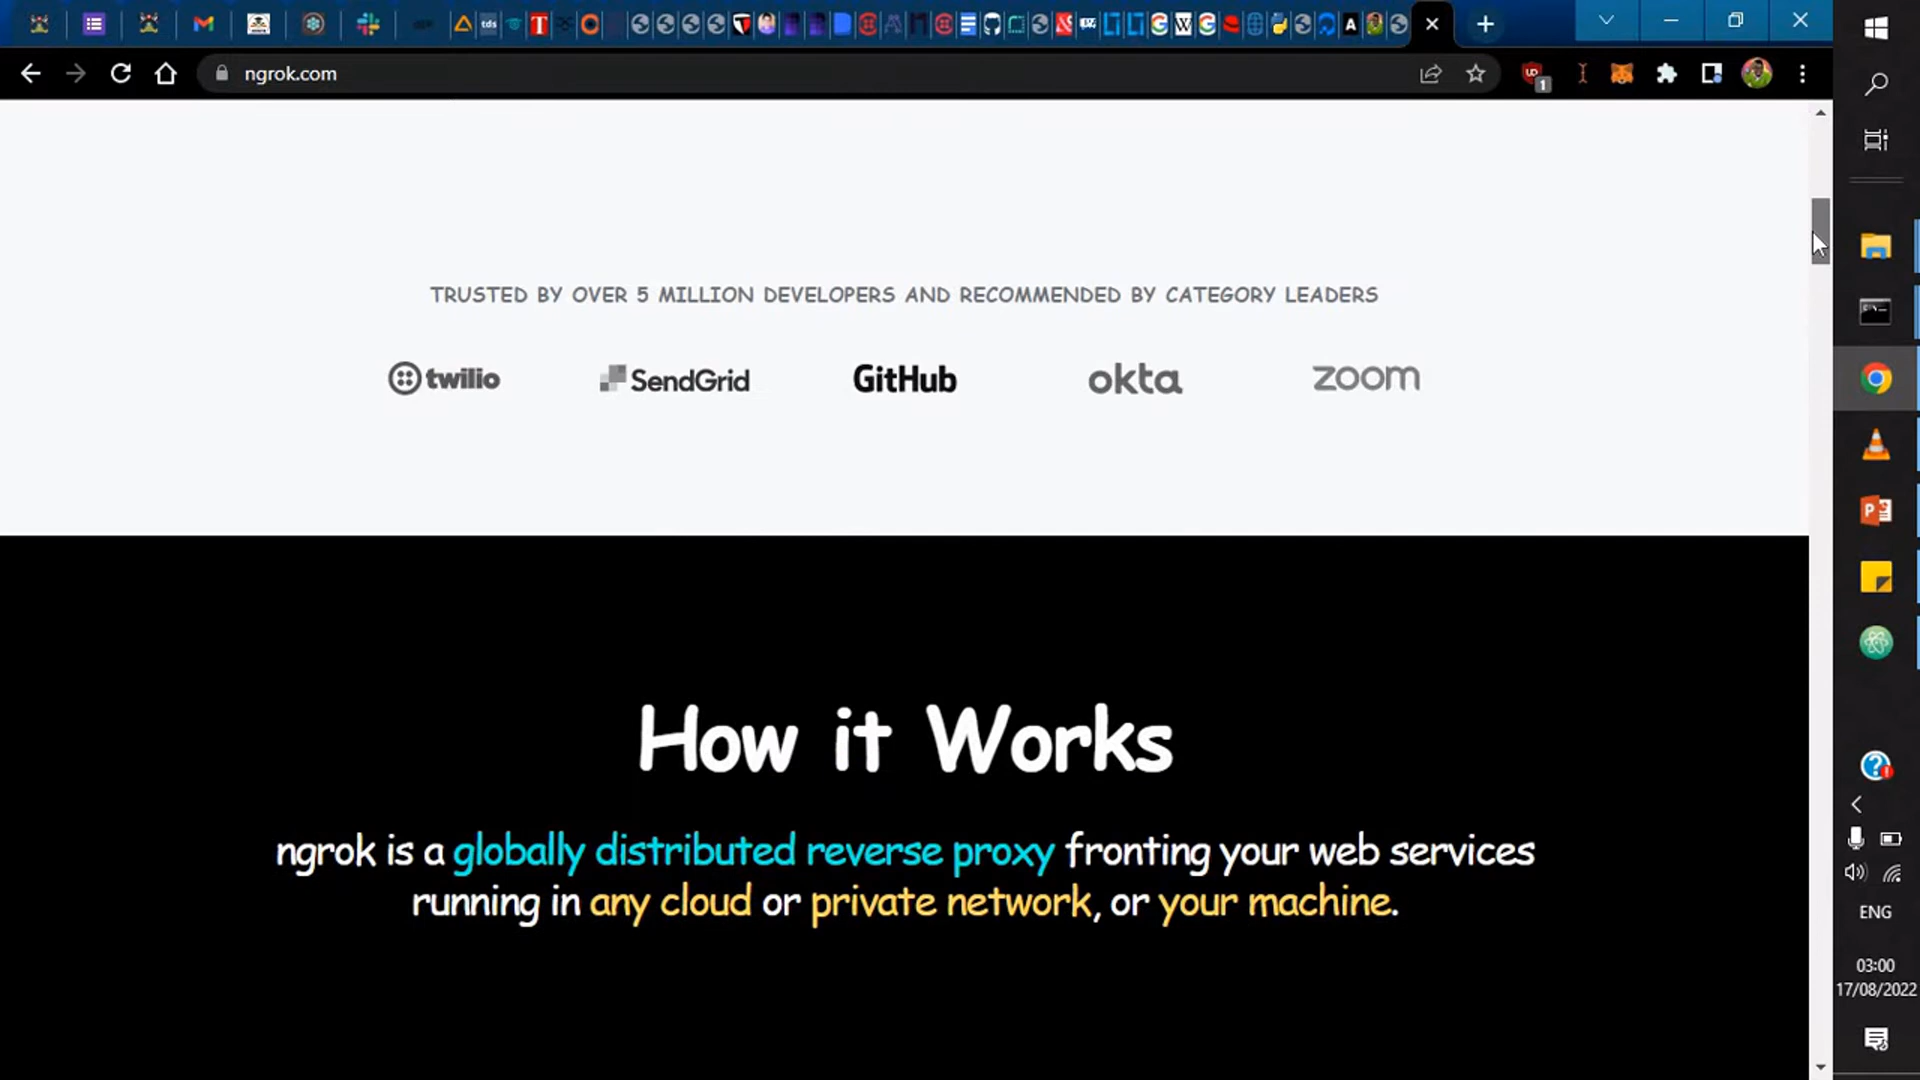 tds
ngrok.com
1
TRUSTED BY OVER 5 MILLION DEVELOPERS AND RECOMMENDED BY CATEGORY LEADERS
twilio SendGrid GitHub okta zoom
How it Works
ngrok is a globally distributed reverse proxy fronting your web services
running in any cloud or private network, or your machine.
ENG
03:00
17/08/2022